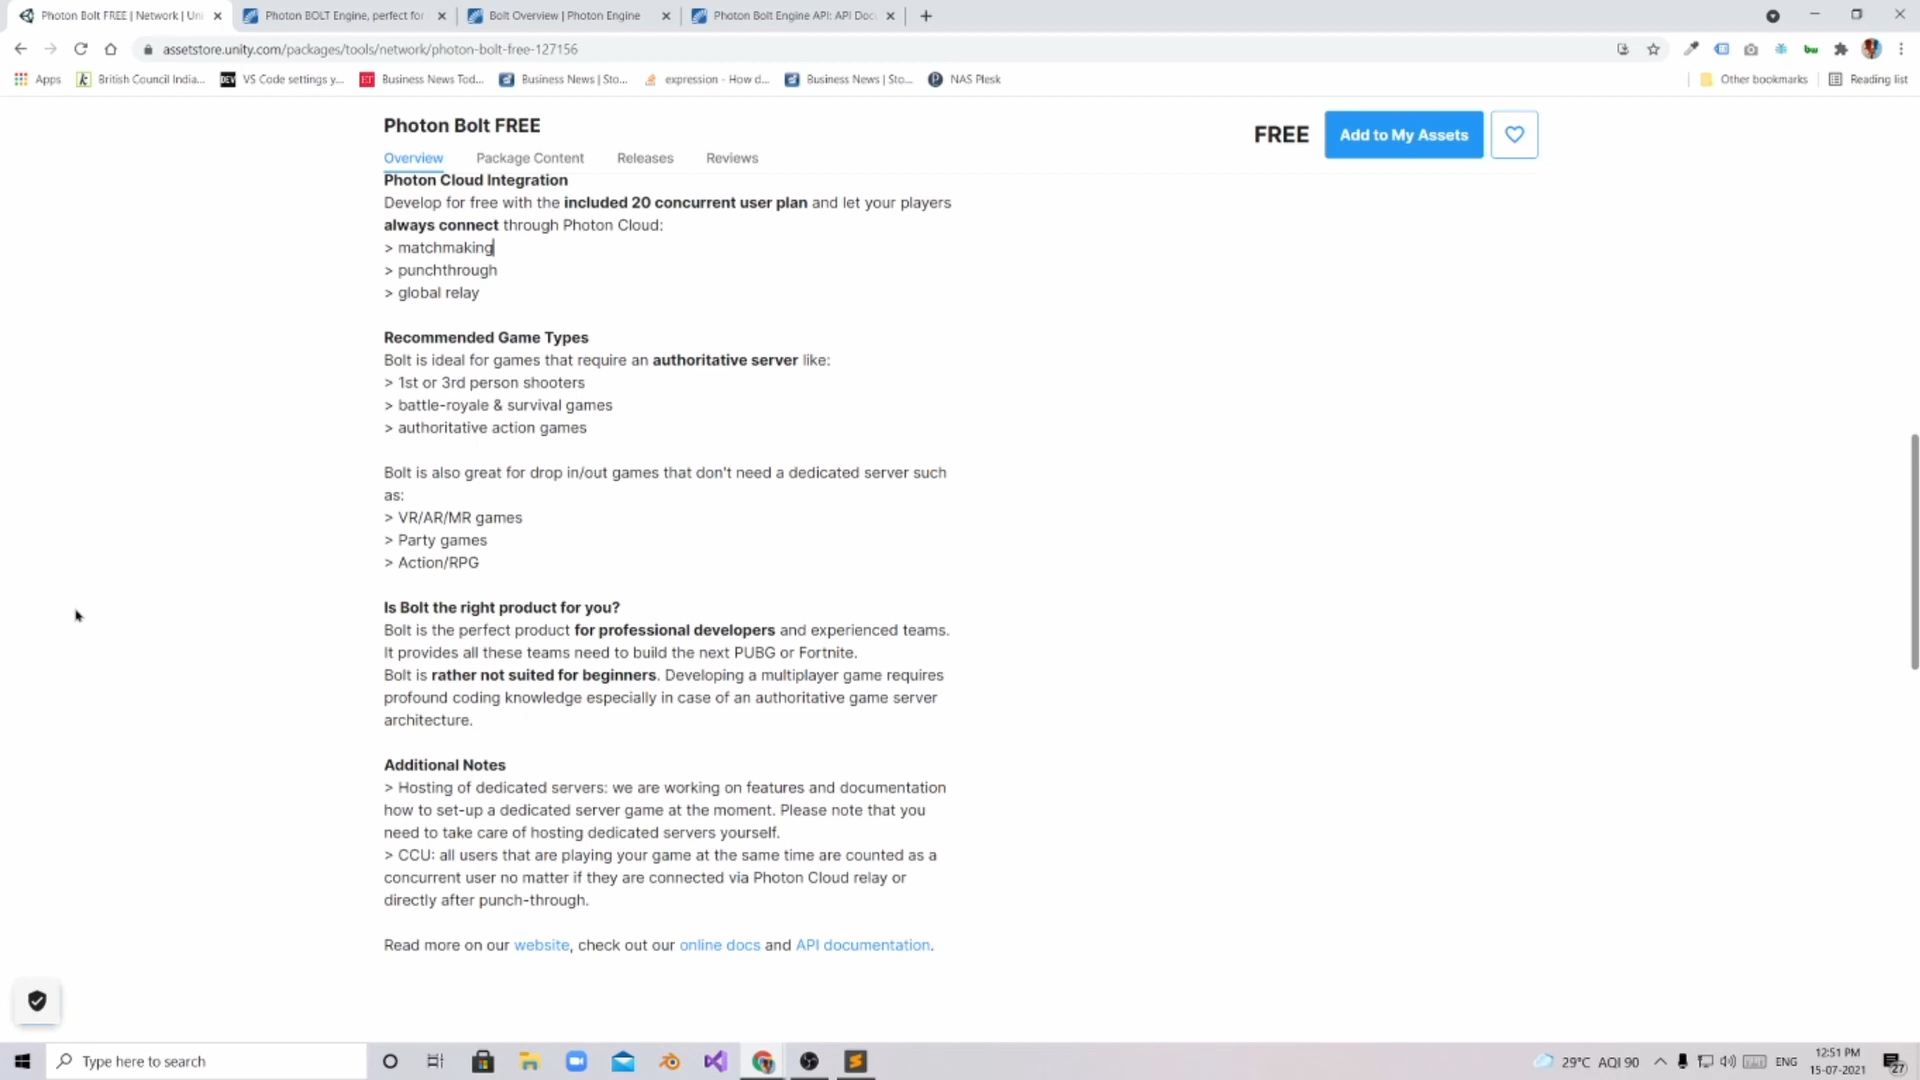 Photon Bolt FREE | Network | Uni
Photon BOLT Engine, perfect for
Bolt Overview | Photon Engine
Photon Bolt Engine API: API Doc
assetstore.unity.com/packages/tools/network/photon-bolt-free-127156
Apps
British Council India...
DEV
VS Code settings y...
ET
Business News Tod...
Business News | Sto...
expression - How d...
Business News | Sto...
NAS Plesk
Other bookmarks
Reading list
Photon Bolt FREE
FREE
Add to My Assets
Overview
Package Content
Releases
Reviews
Photon Cloud Integration
Develop for free with the included 20 concurrent user plan and let your players
always connect through Photon Cloud:
> matchmaking
> punchthrough
> global relay
Recommended Game Types
Bolt is ideal for games that require an authoritative server like:
> 1st or 3rd person shooters
> battle-royale & survival games
> authoritative action games
Bolt is also great for drop in/out games that don't need a dedicated server such
as:
> VR/AR/MR games
> Party games
> Action/RPG
Is Bolt the right product for you?
Bolt is the perfect product for professional developers and experienced teams.
It provides all these teams need to build the next PUBG or Fortnite.
Bolt is rather not suited for beginners. Developing a multiplayer game requires
profound coding knowledge especially in case of an authoritative game server
architecture.
Additional Notes
> Hosting of dedicated servers: we are working on features and documentation
how to set-up a dedicated server game at the moment. Please note that you
need to take care of hosting dedicated servers yourself.
> CCU: all users that are playing your game at the same time are counted as a
concurrent user no matter if they are connected via Photon Cloud relay or
directly after punch-through.
Read more on our website, check out our online docs and API documentation.
Type here to search
29°C AQI 90
ENG
12:51 PM
15-07-2021
27